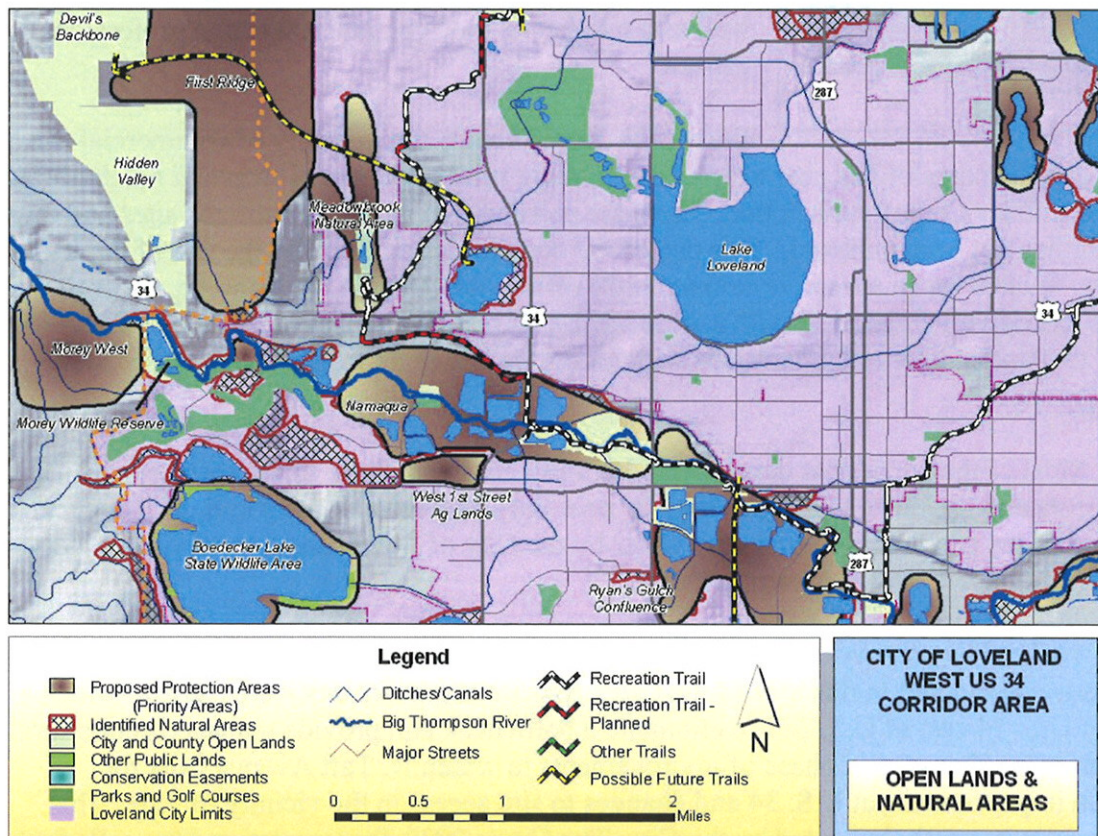 Devil's
Backbone
First Ridge
287
Hidden
Valley
Meadowbrook
Natural Area
Lake
Loveland
34
34
34
Morey West
Morey Wildlife Reserve
Namaqua
West 1st Street
Ag Lands
Boedecker Lake
State Wildlife Area
Ryan's Gulch
Confluence
287
Legend
Proposed Protection Areas
(Priority Areas)
Identified Natural Areas
City and County Open Lands
Other Public Lands
Conservation Easements
Parks and Golf Courses
Loveland City Limits
Ditches/Canals
Big Thompson River
Major Streets
Recreation Trail
Recreation Trail -
Planned
Other Trails
Possible Future Trails
N
0 0.5 1 2
Miles
CITY OF LOVELAND
WEST US 34
CORRIDOR AREA
OPEN LANDS &
NATURAL AREAS